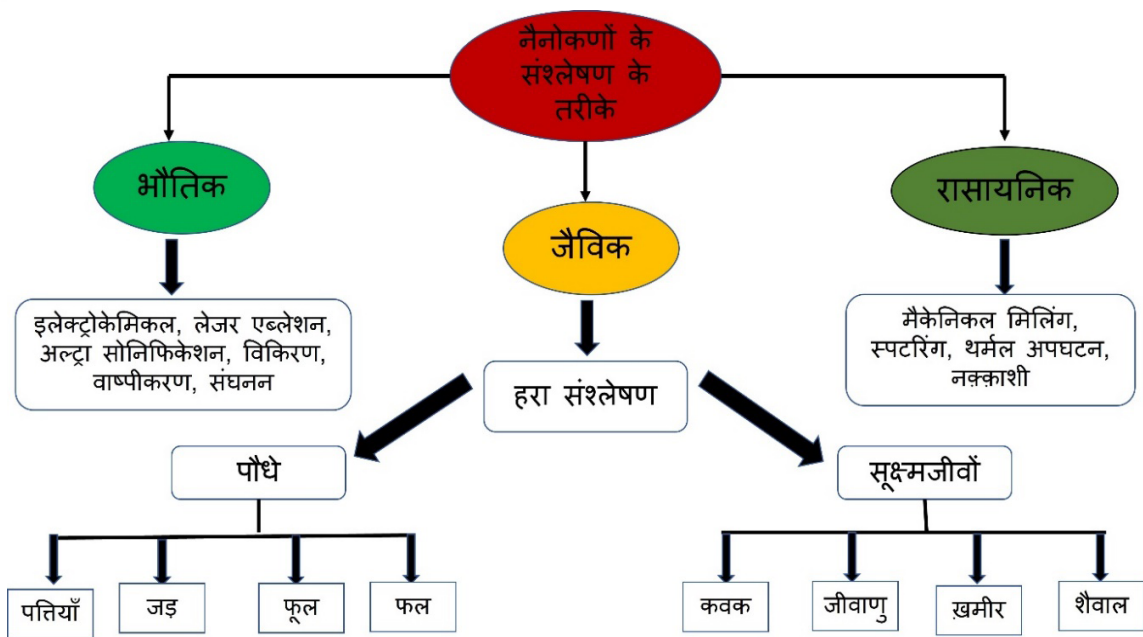 नैनोकणों के
संश्लेषण के
तरीके
भौतिक
जैविक
रासायनिक
इलेक्ट्रोकेमिकल, लेजर एब्लेशन,
अल्ट्रा सोनिफिकेशन, विकिरण,
वाष्पीकरण, संघनन
हरा संश्लेषण
मैकेनिकल मिलिंग,
स्पटरिंग, थर्मल अपघटन,
नक़्क़ाशी
पौधे
सूक्ष्मजीवों
पत्तियाँ
जड़
फूल
फल
कवक
जीवाणु
ख़मीर
शैवाल